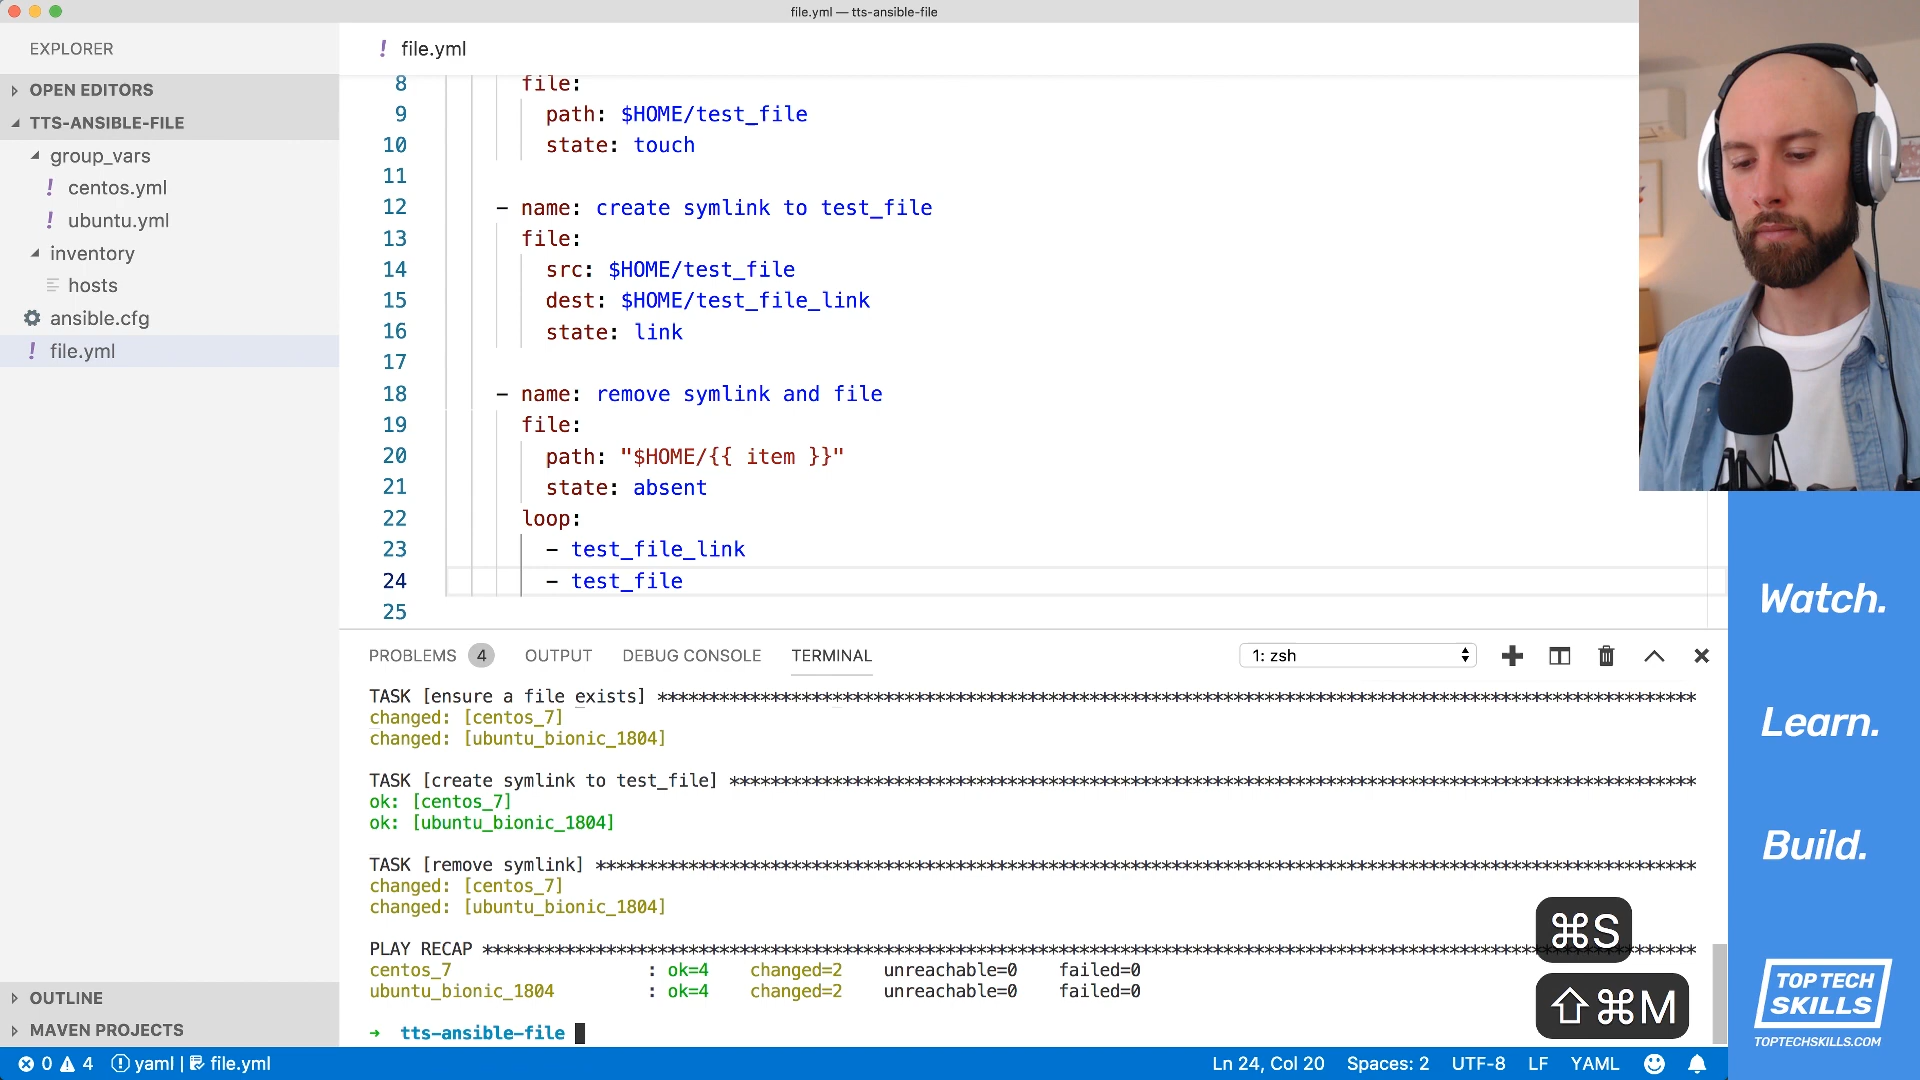 file.yml — tts-ansible-file
EXPLORER
OPEN EDITORS
TTS-ANSIBLE-FILE
group_vars
! centos.yml
! ubuntu.yml
inventory
hosts
ansible.cfg
! file.yml
OUTLINE
MAVEN PROJECTS
! file.yml
8 file:
9 path: $HOME/test_file
10 state: touch
11
12 - name: create symlink to test_file
13 file:
14 src: $HOME/test_file
15 dest: $HOME/test_file_link
16 state: link
17
18 - name: remove symlink and file
19 file:
20 path: "$HOME/{{ item }}"
21 state: absent
22 loop:
23 - test_file_link
24 - test_file
25
PROBLEMS 4 OUTPUT DEBUG CONSOLE TERMINAL 1: zsh
TASK [ensure a file exists] ****************************************************************************************************
changed: [centos_7]
changed: [ubuntu_bionic_1804]
TASK [create symlink to test_file] *********************************************************************************************
ok: [centos_7]
ok: [ubuntu_bionic_1804]
TASK [remove symlink] **********************************************************************************************************
changed: [centos_7]
changed: [ubuntu_bionic_1804]
PLAY RECAP *********************************************************************************************************************
centos_7 : ok=4 changed=2 unreachable=0 failed=0
ubuntu_bionic_1804 : ok=4 changed=2 unreachable=0 failed=0
→ tts-ansible-file
⌘S
⇧⌘M
Watch.
Learn.
Build.
TOP TECH
SKILLS
TOPTECHSKILLS.COM
0 4 yaml | file.yml Ln 24, Col 20 Spaces: 2 UTF-8 LF YAML